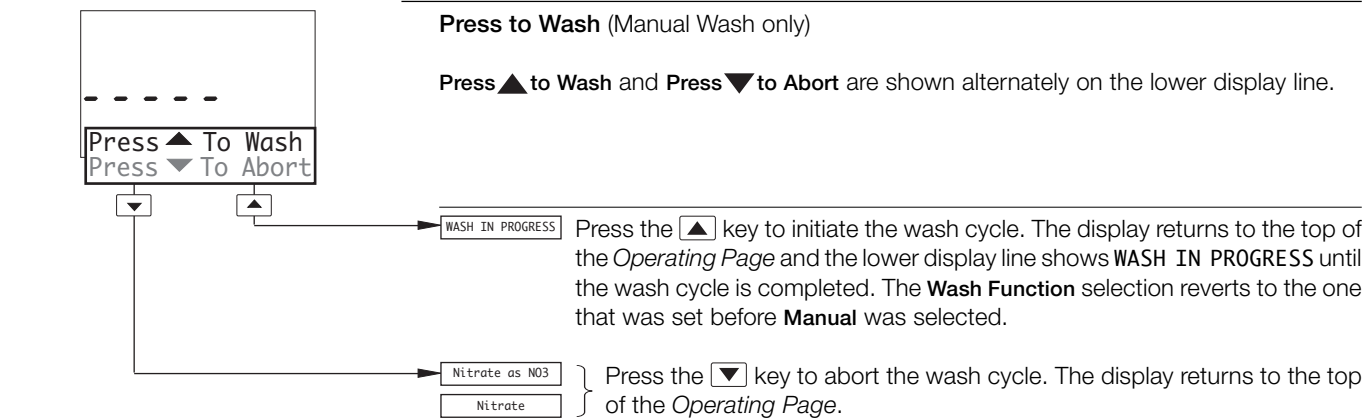 Press to Wash (Manual Wash only)
Press ▲ to Wash and Press ▼ to Abort are shown alternately on the lower display line.
- - - - -
Press ▲ To Wash
Press ▼ To Abort
WASH IN PROGRESS
Press the ▲ key to initiate the wash cycle. The display returns to the top of
the Operating Page and the lower display line shows WASH IN PROGRESS until
the wash cycle is completed. The Wash Function selection reverts to the one
that was set before Manual was selected.
Nitrate as NO3
Nitrate
Press the ▼ key to abort the wash cycle. The display returns to the top
of the Operating Page.